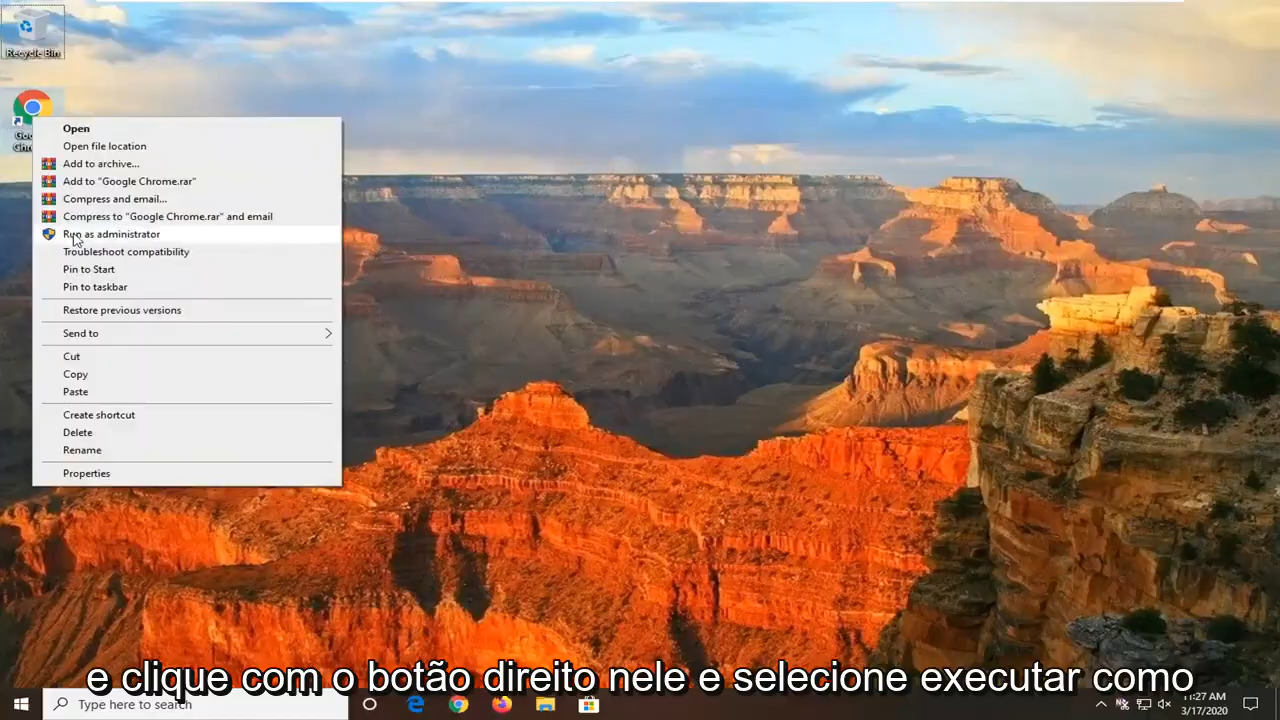 Recycle Bin
Open
Open file location
Add to archive...
Add to "Google Chrome.rar"
Compress and email...
Compress to "Google Chrome.rar" and email
Run as administrator
Troubleshoot compatibility
Pin to Start
Pin to taskbar
Restore previous versions
Send to
Cut
Copy
Paste
Create shortcut
Delete
Rename
Properties
e clique com o botão direito nele e selecione executar como
Type here to search
11:27 AM
3/17/2020